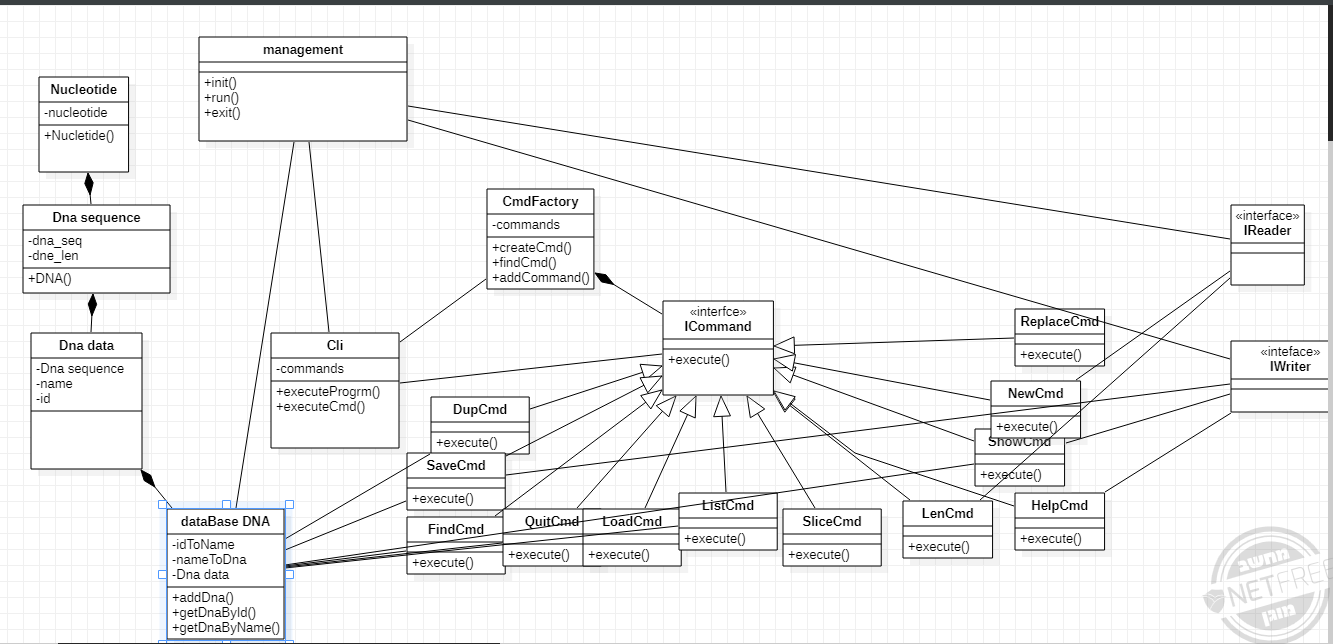 management
+init()
+run()
+exit()
Nucleotide
-nucleotide
+Nucletide()
Dna sequence
-dna_seq
-dne_len
+DNA()
Dna data
-Dna sequence
-name
-id
dataBase DNA
-idToName
-nameToDna
-Dna data
+addDna()
+getDnaById()
+getDnaByName()
Cli
-commands
+executeProgrm()
+executeCmd()
CmdFactory
-commands
+createCmd()
+findCmd()
+addCommand()
«interfce»
ICommand
+execute()
«interface»
IReader
«inteface»
IWriter
ReplaceCmd
+execute()
NewCmd
+execute()
ShowCmd
+execute()
HelpCmd
+execute()
LenCmd
+execute()
SliceCmd
+execute()
ListCmd
+execute()
LoadCmd
+execute()
QuitCmd
+execute()
FindCmd
+execute()
SaveCmd
+execute()
DupCmd
+execute()
מחשב
NETFREE
מוגן